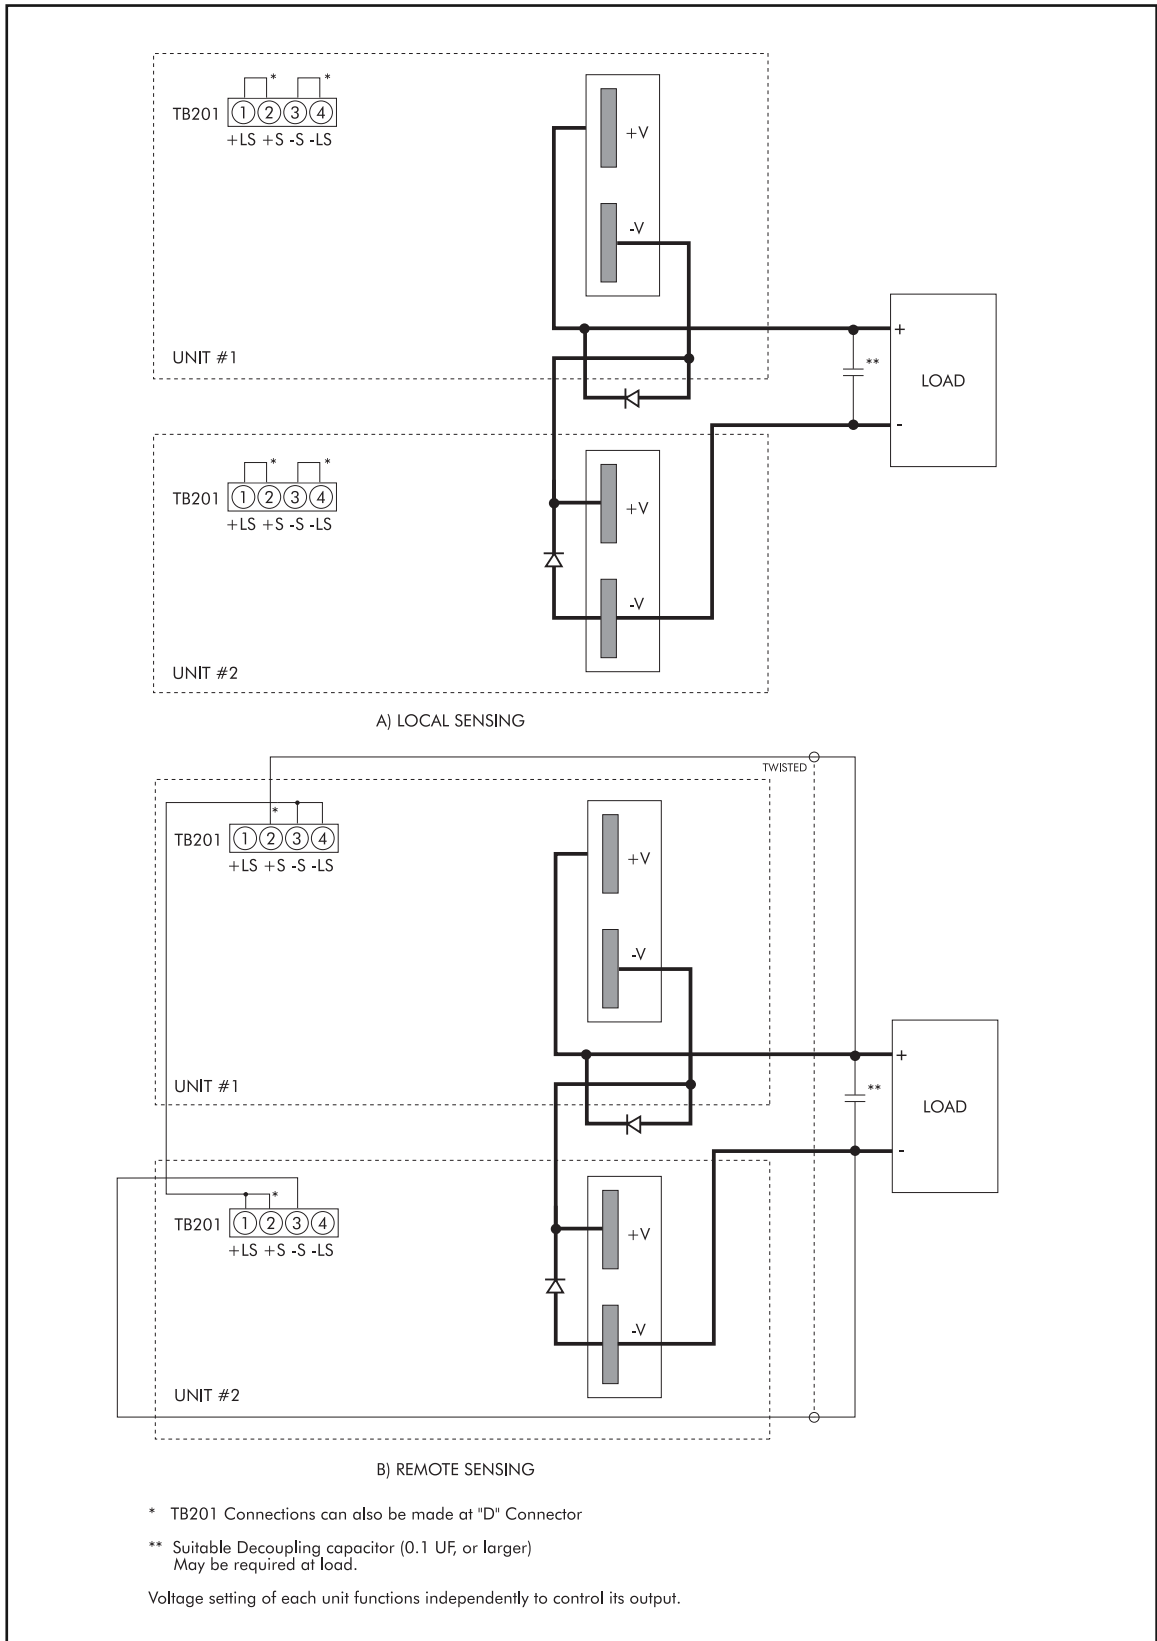 TB201
* *
1 2 3 4
+LS +S -S -LS
+V
-V
UNIT #1
+
**
LOAD
-
TB201
* *
1 2 3 4
+LS +S -S -LS
+V
-V
UNIT #2
A) LOCAL SENSING
TWISTED
*
TB201
1 2 3 4
+LS +S -S -LS
+V
-V
UNIT #1
+
**
LOAD
-
*
TB201
1 2 3 4
+LS +S -S -LS
+V
-V
UNIT #2
B) REMOTE SENSING
* TB201 Connections can also be made at "D" Connector
** Suitable Decoupling capacitor (0.1 UF, or larger)
May be required at load.
Voltage setting of each unit functions independently to control its output.